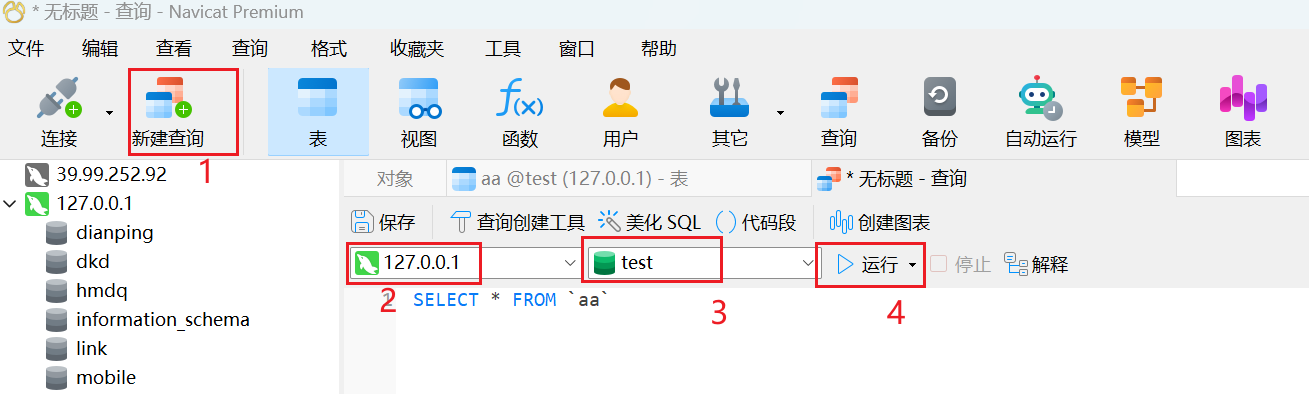 * 无标题 - 查询 - Navicat Premium
文件 编辑 查看 查询 格式 收藏夹 工具 窗口 帮助
连接 新建查询 表 视图 函数 用户 其它 查询 备份 自动运行 模型 图表
1
39.99.252.92
127.0.0.1
dianping
dkd
hmdq
information_schema
link
mobile
对象 aa @test (127.0.0.1) - 表 * 无标题 - 查询
保存 查询创建工具 美化 SQL () 代码段 创建图表
127.0.0.1 test 运行 停止 解释
2 3 4
1 SELECT * FROM `aa`